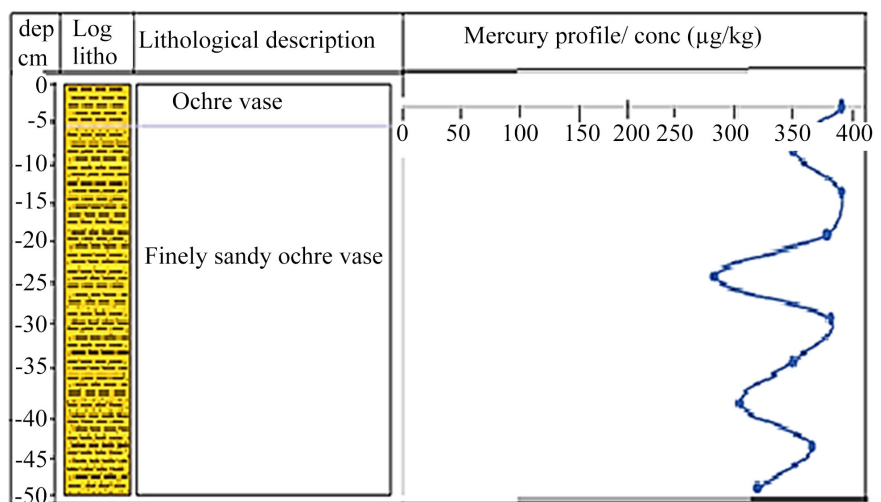 dep
cm
Log
litho
Lithological description
Mercury profile/ conc (µg/kg)
0
-5
-10
-15
-20
-25
-30
-35
-40
-45
-50
Ochre vase
Finely sandy ochre vase
0 50 100 150 200 250 300 350 400